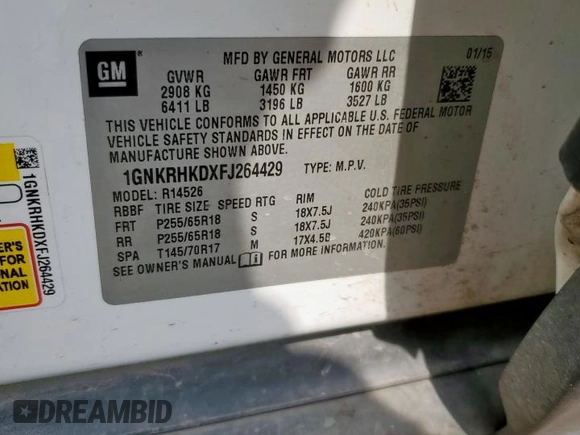 GM
MFD BY GENERAL MOTORS LLC
01/15
GVWR GAWR FRT GAWR RR
2908 KG 1450 KG 1600 KG
6411 LB 3196 LB 3527 LB
THIS VEHICLE CONFORMS TO ALL APPLICABLE U.S. FEDERAL MOTOR
VEHICLE SAFETY STANDARDS IN EFFECT ON THE DATE OF
MANUFACTURE SHOWN ABOVE.
1GNKRHKDXFJ264429 TYPE: M.P.V.
MODEL: R14526
RBBF TIRE SIZE SPEED RTG RIM COLD TIRE PRESSURE
FRT P255/65R18 S 18X7.5J 240KPA(35PSI)
RR P255/65R18 S 18X7.5J 240KPA(35PSI)
SPA T145/70R17 M 17X4.5B 420KPA(60PSI)
SEE OWNER'S MANUAL FOR MORE INFORMATION.
1GNKRHKDXFJ264429
DREAMBID